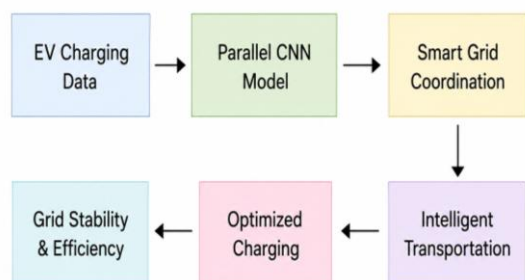 EV Charging
Data
Parallel CNN
Model
Smart Grid
Coordination
Intelligent
Transportation
Optimized
Charging
Grid Stability
& Efficiency